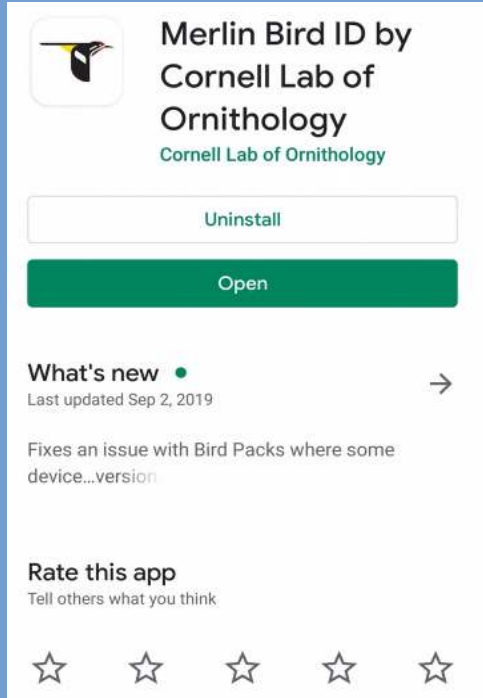 Merlin Bird ID by
Cornell Lab of
Ornithology
Cornell Lab of Ornithology
Uninstall
Open
What's new
Last updated Sep 2, 2019
Fixes an issue with Bird Packs where some
device...version
Rate this app
Tell others what you think